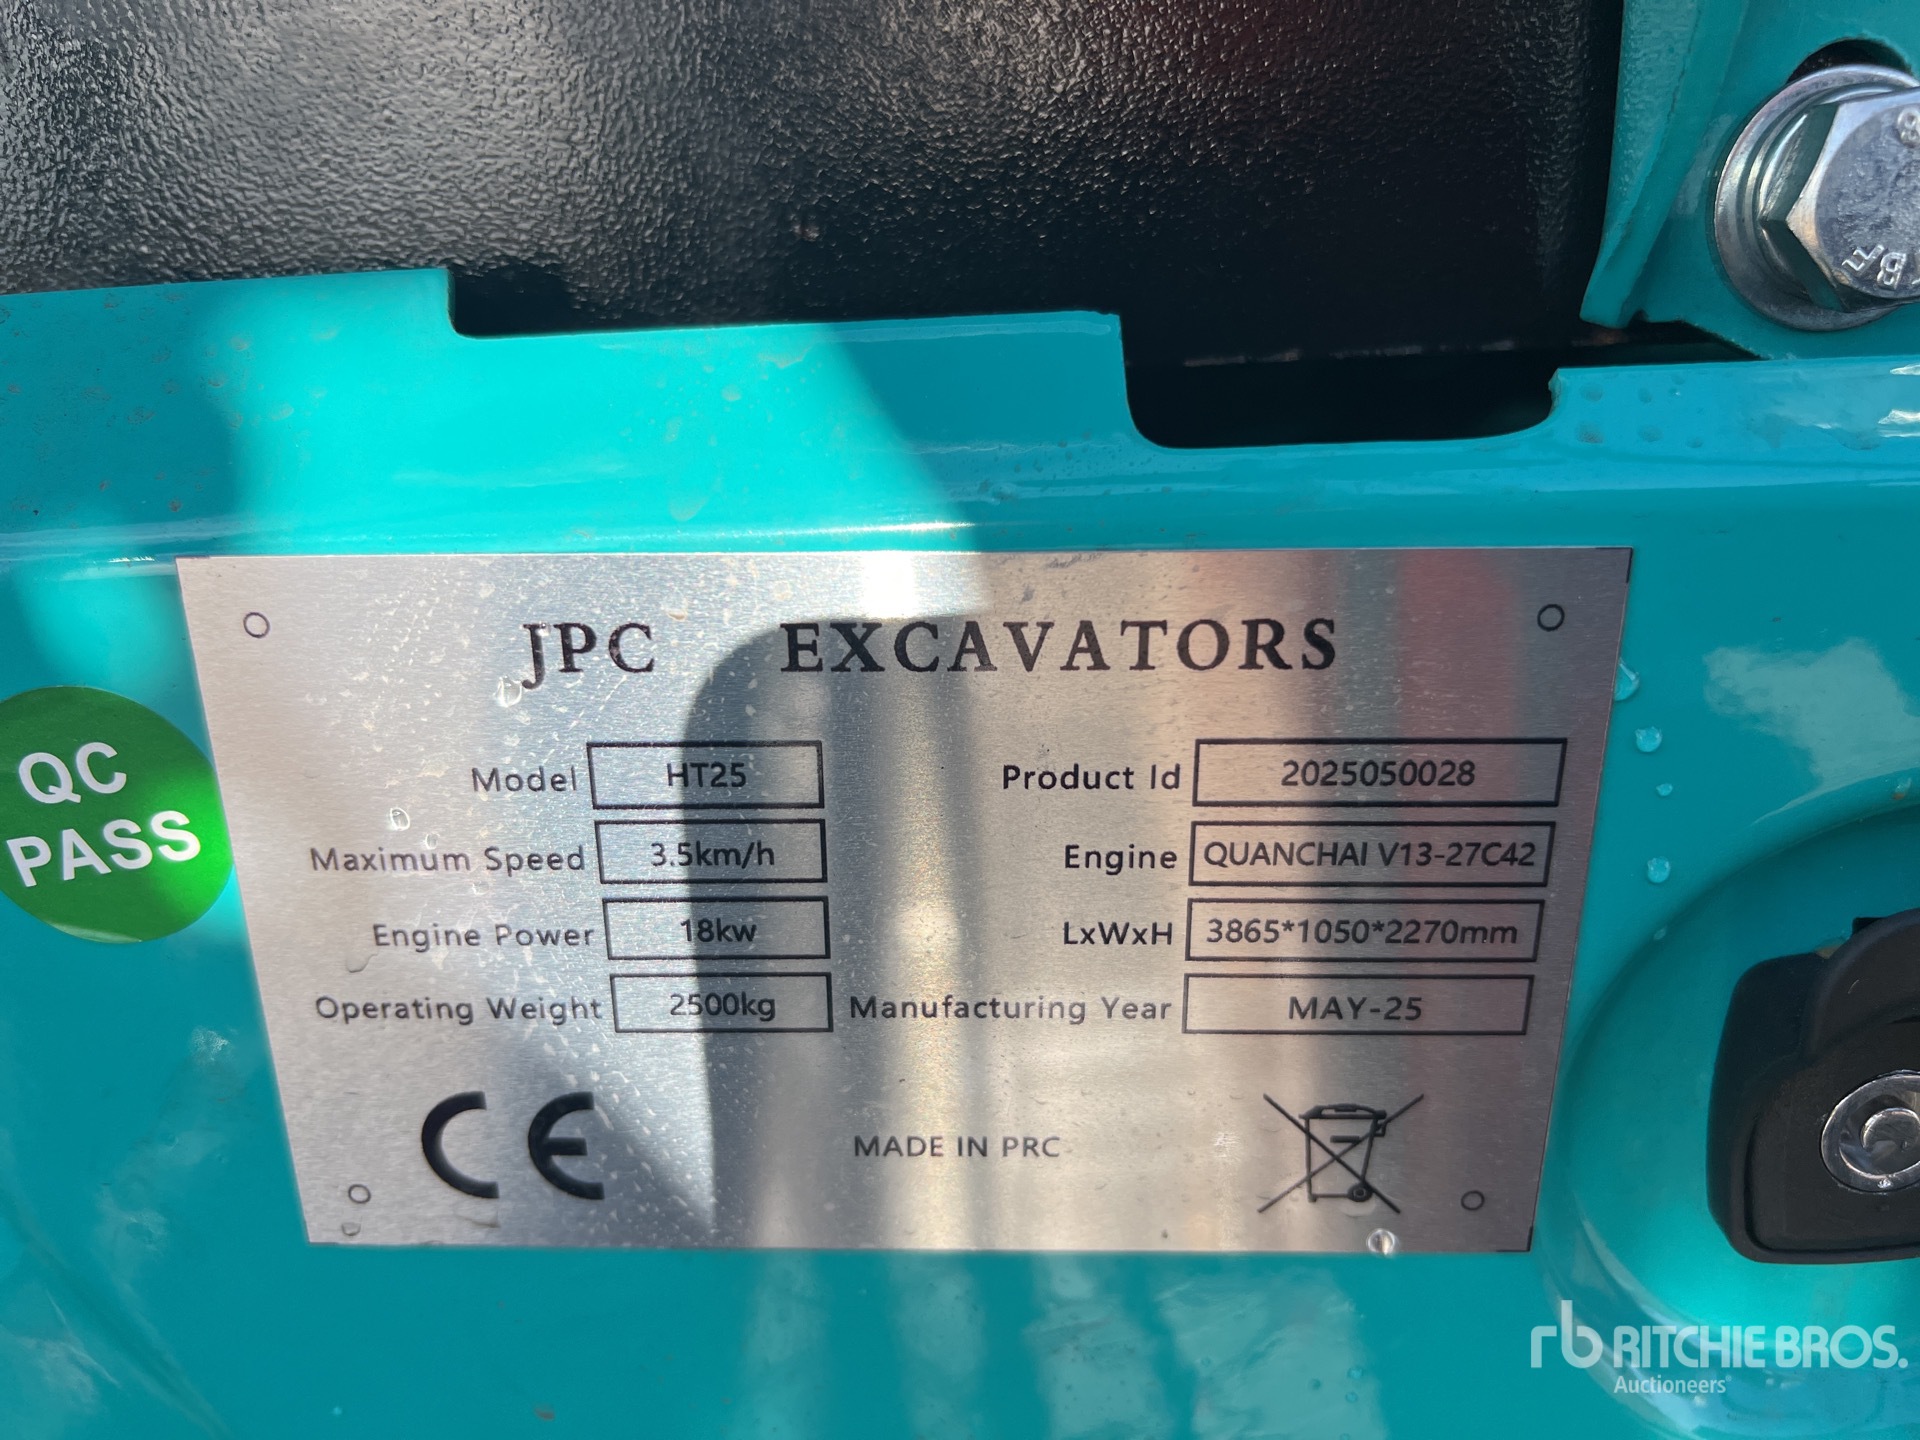 JPC EXCAVATORS
Model HT25 Product Id 2025050028
Maximum Speed 3.5km/h Engine QUANCHAI V13-27C42
Engine Power 18kw LxWxH 3865*1050*2270mm
Operating Weight 2500kg Manufacturing Year MAY-25
CE MADE IN PRC
QC
PASS
rb RITCHIE BROS.
Auctioneers